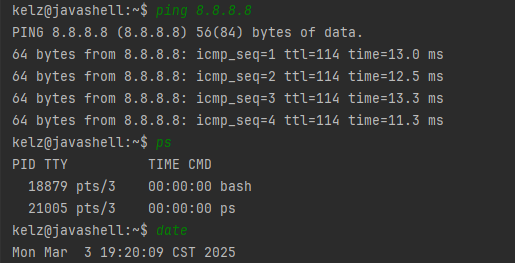 kelz@javashell:~$ ping 8.8.8.8
PING 8.8.8.8 (8.8.8.8) 56(84) bytes of data.
64 bytes from 8.8.8.8: icmp_seq=1 ttl=114 time=13.0 ms
64 bytes from 8.8.8.8: icmp_seq=2 ttl=114 time=12.5 ms
64 bytes from 8.8.8.8: icmp_seq=3 ttl=114 time=13.3 ms
64 bytes from 8.8.8.8: icmp_seq=4 ttl=114 time=11.3 ms
kelz@javashell:~$ ps
PID TTY          TIME CMD
  18879 pts/3    00:00:00 bash
  21005 pts/3    00:00:00 ps
kelz@javashell:~$ date
Mon Mar  3 19:20:09 CST 2025